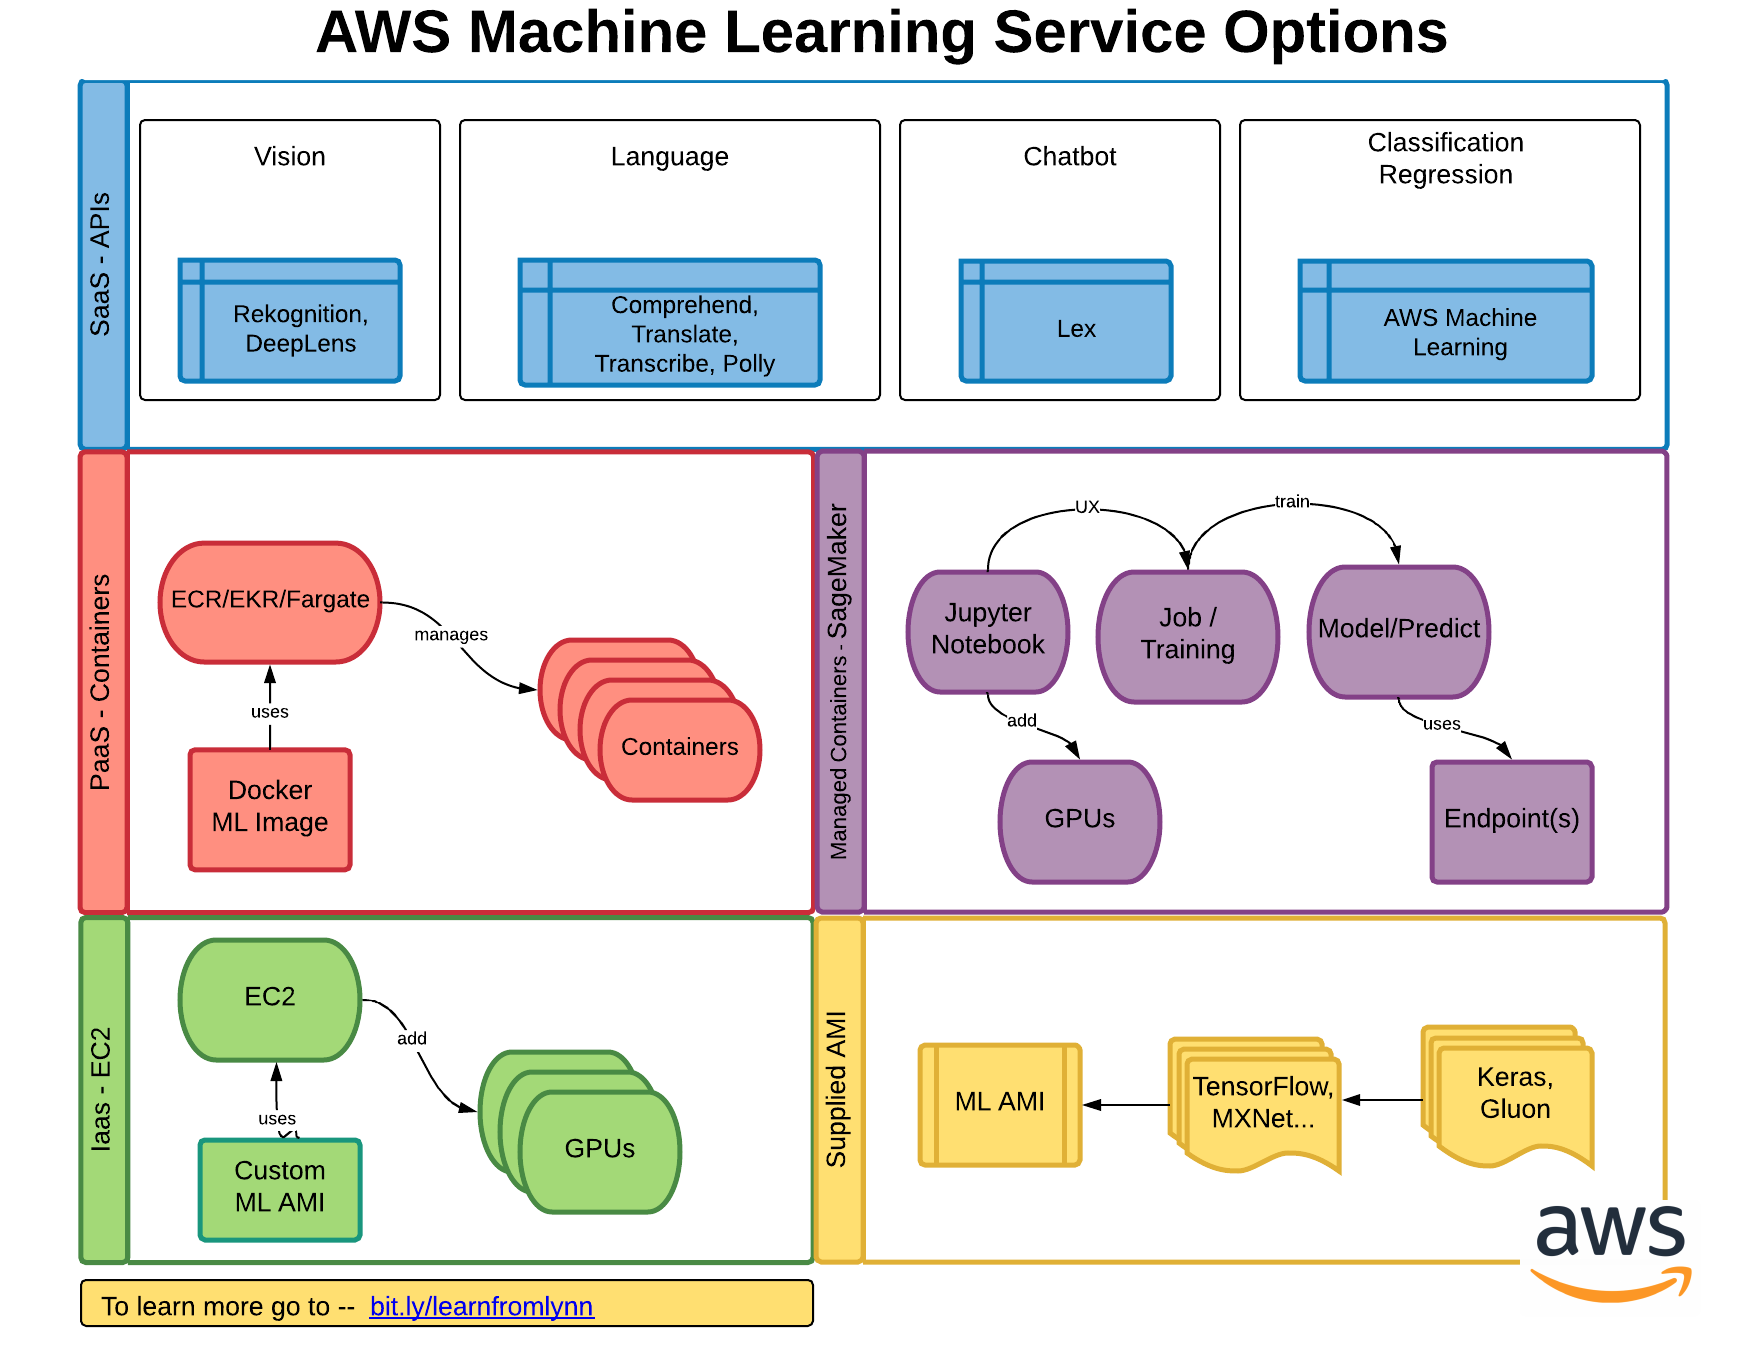 AWS Machine Learning Service Options
SaaS - APIs
Vision
Rekognition,
DeepLens
Language
Comprehend,
Translate,
Transcribe, Polly
Chatbot
Lex
Classification
Regression
AWS Machine
Learning
PaaS - Containers
ECR/EKR/Fargate
manages
uses
Docker
ML Image
Containers
Managed Containers - SageMaker
UX
train
Jupyter
Notebook
Job /
Training
Model/Predict
add
uses
GPUs
Endpoint(s)
Iaas - EC2
EC2
add
uses
Custom
ML AMI
GPUs
Supplied AMI
ML AMI
TensorFlow,
MXNet...
Keras,
Gluon
aws
To learn more go to -- bit.ly/learnfromlynn